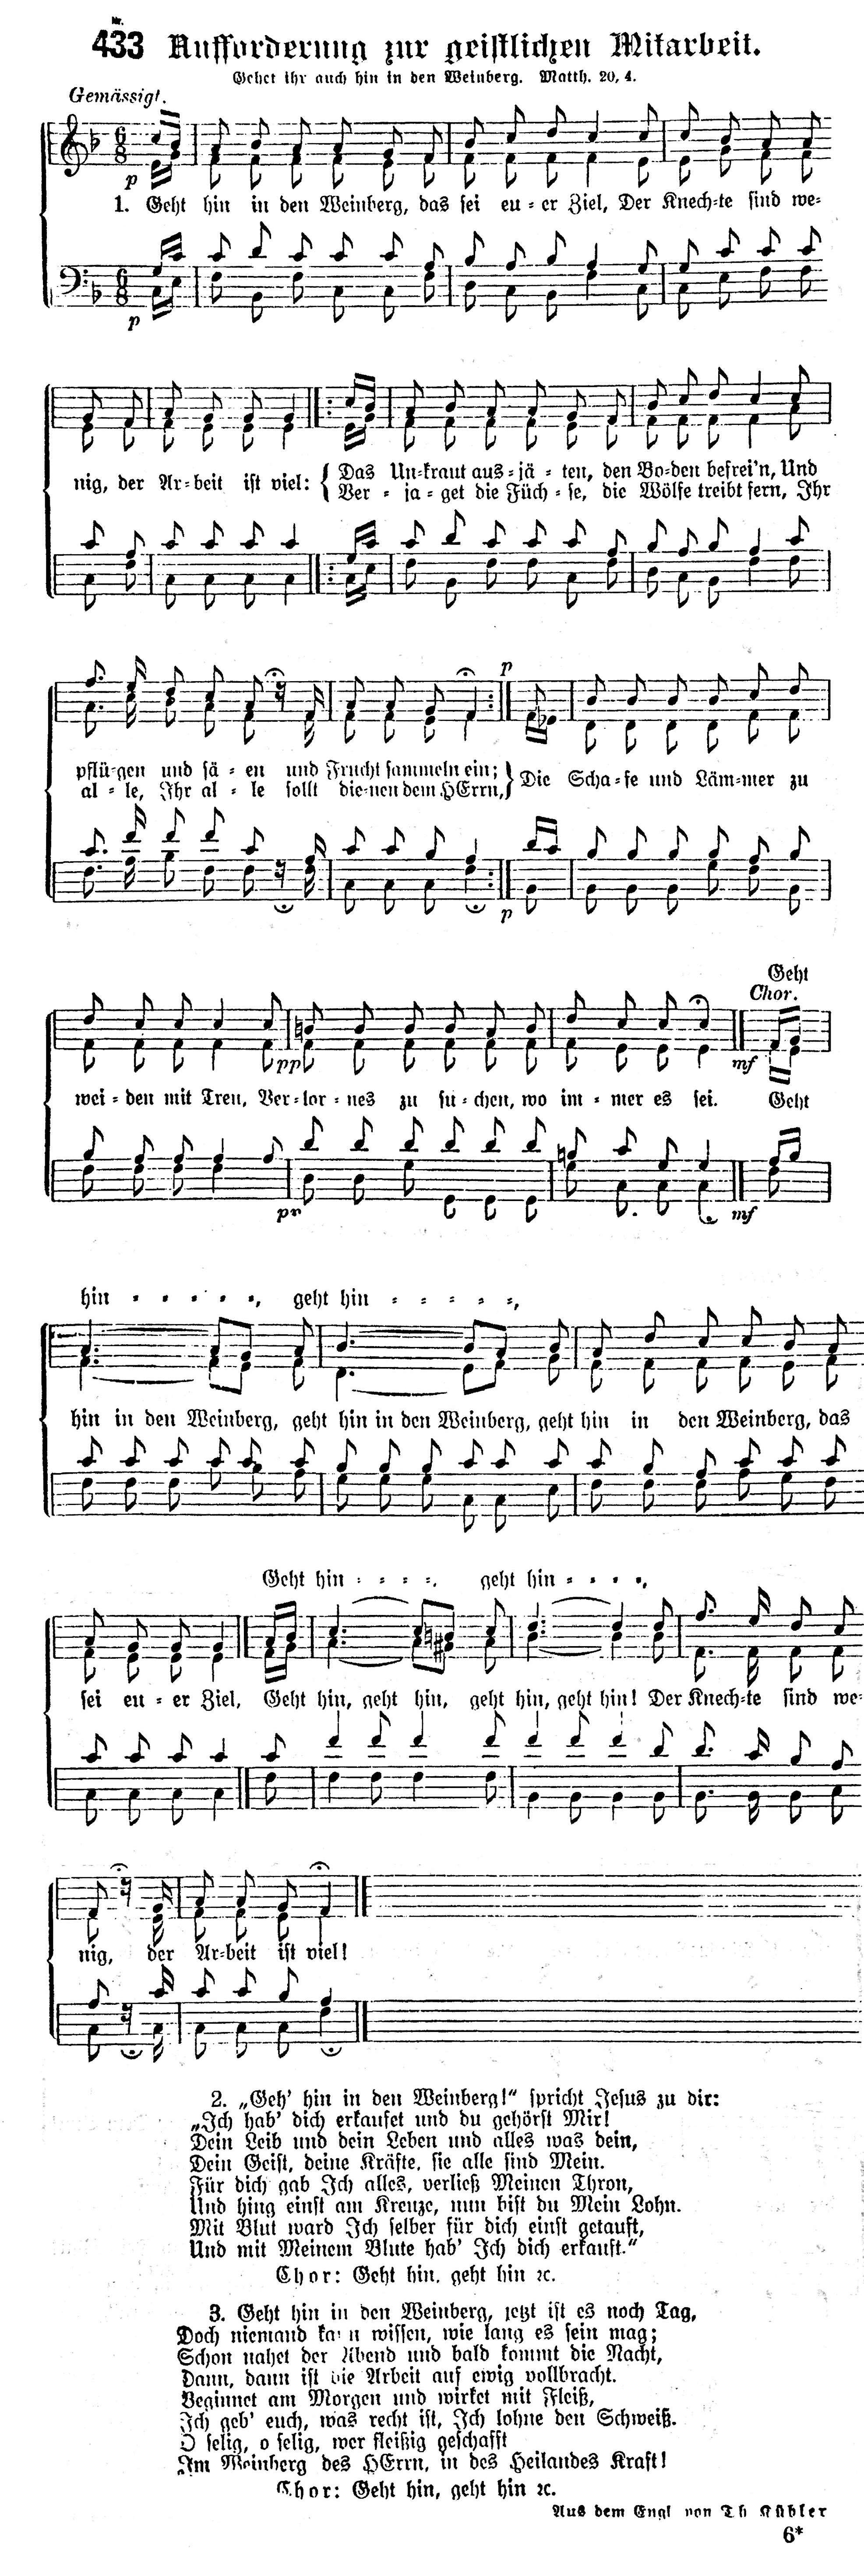 Nr.
433 Aufforderung zur geistlichen Mitarbeit.
Gehet ihr auch hin in den Weinberg. Matth. 20, 4.
Gemässigt.
p
1. Geht hin in den Weinberg, das sei eu-er Ziel, Der Knech-te sind we-
p
nig, der Ar-beit ist viel: { Das Un-kraut aus-jä-ten, den Bo-den befrei'n, Und
Ver-ja-get die Füch-se, die Wölfe treibt fern, Ihr
p
pflü-gen und sä-en und Frucht sammeln ein; } Die Scha-fe und Läm-mer zu
al-le, Ihr al-le sollt die-nen dem HErrn,
p
Geht
Chor.
pp mf
wei-den mit Treu, Ver-lor-nes zu su-chen, wo im-mer es sei. Geht
pp mf
hin - - - - - -, geht hin - - - - -,
hin in den Weinberg, geht hin in den Weinberg, geht hin in den Weinberg, das
Geht hin - - - -, geht hin - - - -,
sei eu-er Ziel, Geht hin, geht hin, geht hin, geht hin! Der Knech-te sind we-
nig, der Ar-beit ist viel!
2. „Geh' hin in den Weinberg!“ spricht Jesus zu dir:
„Ich hab' dich erkaufet und du gehörst Mir!
Dein Leib und dein Leben und alles was dein,
Dein Geist, deine Kräfte, sie alle sind Mein.
Für dich gab Ich alles, verließ Meinen Thron,
Und hing einst am Kreuze, nun bist du Mein Lohn.
Mit Blut ward Ich selber für dich einst getauft,
Und mit Meinem Blute hab' Ich dich erkauft.“
Chor: Geht hin, geht hin ꝛc.
3. Geht hin in den Weinberg, jetzt ist es noch Tag,
Doch niemand kann wissen, wie lang es sein mag;
Schon nahet der Abend und bald kommt die Nacht,
Dann, dann ist die Arbeit auf ewig vollbracht.
Beginnet am Morgen und wirket mit Fleiß,
Ich geb' euch, was recht ist, Ich lohne den Schweiß.
O selig, o selig, wer fleißig geschafft
Im Weinberg des HErrn, in des Heilandes Kraft!
Chor: Geht hin, geht hin ꝛc.
Aus dem Engl. von Th. Kübler
6*